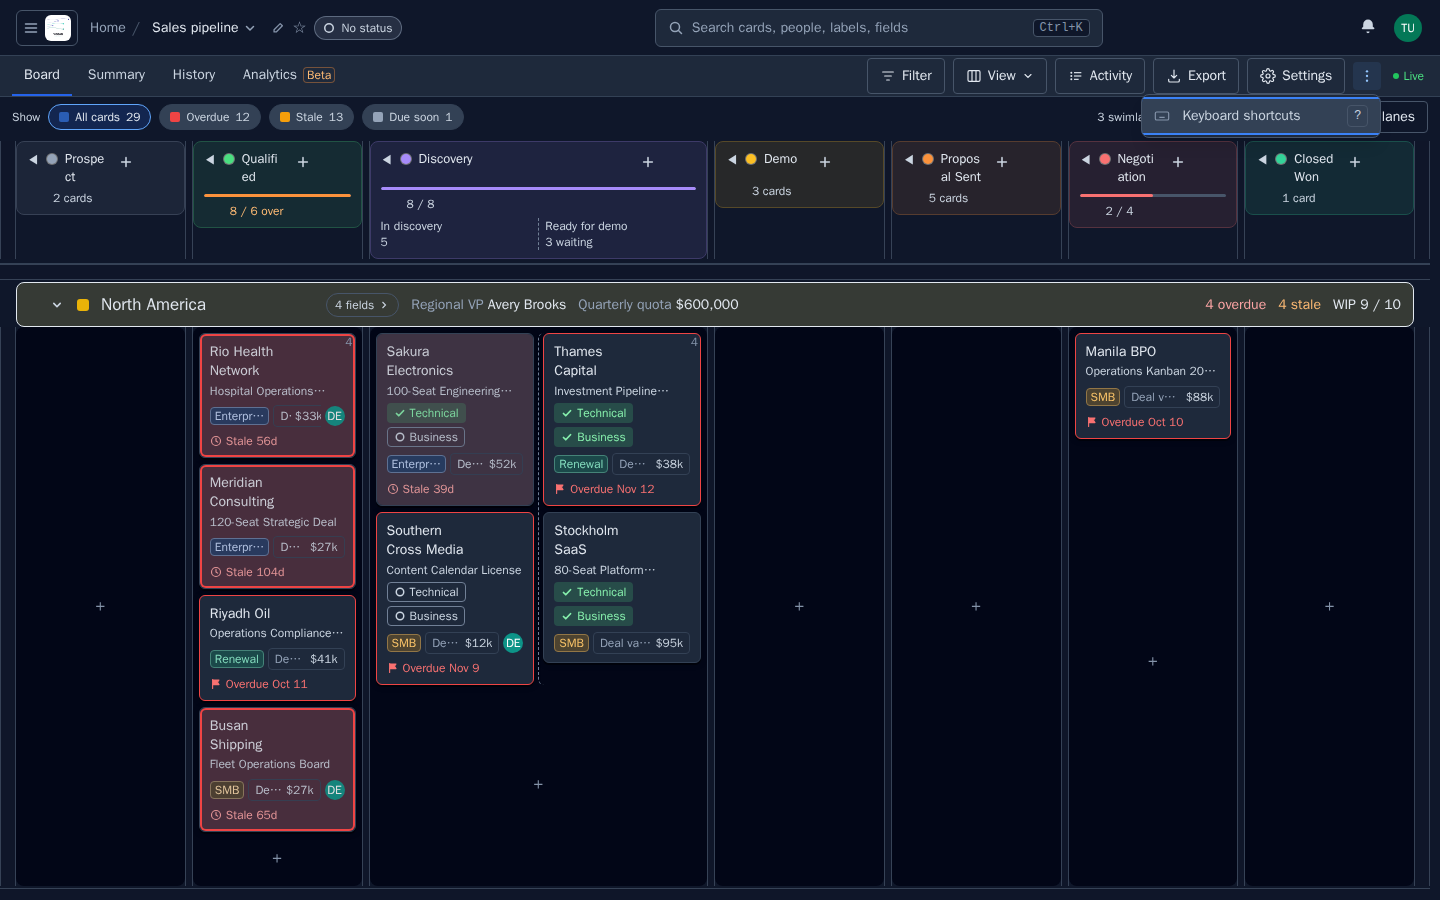 Home / Sales pipeline No status Search cards, people, labels, fields Ctrl+K TU
Board Summary History Analytics Beta Filter View Activity Export Settings Live
Show All cards 29 Overdue 12 Stale 13 Due soon 1 3 swimla Keyboard shortcuts ? lanes
Prospe
ct
2 cards
Qualifi
ed
8 / 6 over
Discovery
8 / 8
In discovery
5
Ready for demo
3 waiting
Demo
3 cards
Propos
al Sent
5 cards
Negoti
ation
2 / 4
Closed
Won
1 card
North America 4 fields Regional VP Avery Brooks Quarterly quota $600,000 4 overdue 4 stale WIP 9 / 10
4
Rio Health
Network
Hospital Operations···
Enterpr··· D· $33k DE
Stale 56d
Meridian
Consulting
120-Seat Strategic Deal
Enterpr··· D··· $27k
Stale 104d
Riyadh Oil
Operations Compliance···
Renewal De··· $41k
Overdue Oct 11
Busan
Shipping
Fleet Operations Board
SMB De··· $27k DE
Stale 65d
Sakura
Electronics
100-Seat Engineering···
Technical
Business
Enterpr··· De··· $52k
Stale 39d
Southern
Cross Media
Content Calendar License
Technical
Business
SMB De··· $12k DE
Overdue Nov 9
4
Thames
Capital
Investment Pipeline···
Technical
Business
Renewal De··· $38k
Overdue Nov 12
Stockholm
SaaS
80-Seat Platform···
Technical
Business
SMB Deal va··· $95k
Manila BPO
Operations Kanban 20···
SMB Deal v··· $88k
Overdue Oct 10